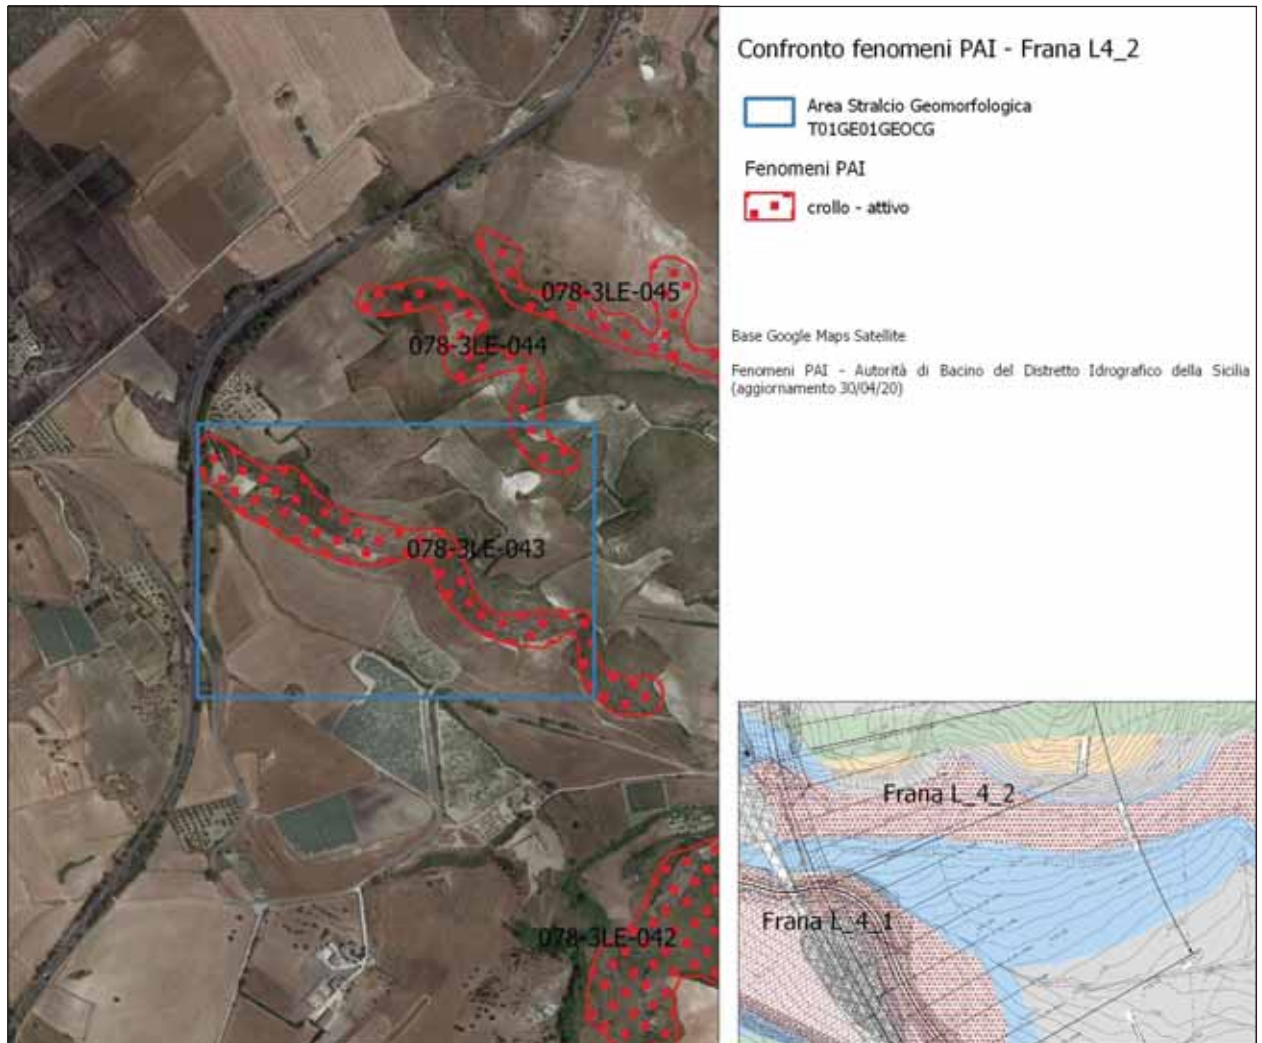 Confronto fenomeni PAI - Frana L4_2
Area Stralcio Geomorfologica
T01GE01GEOCG
Fenomeni PAI
crollo - attivo
Base Google Maps Satellite
Fenomeni PAI - Autorità di Bacino del Distretto Idrografico della Sicilia
(aggiornamento 30/04/20)
078-3LE-045
078-3LE-044
078-3LE-043
078-3LE-042
Frana L_4_2
Frana L_4_1